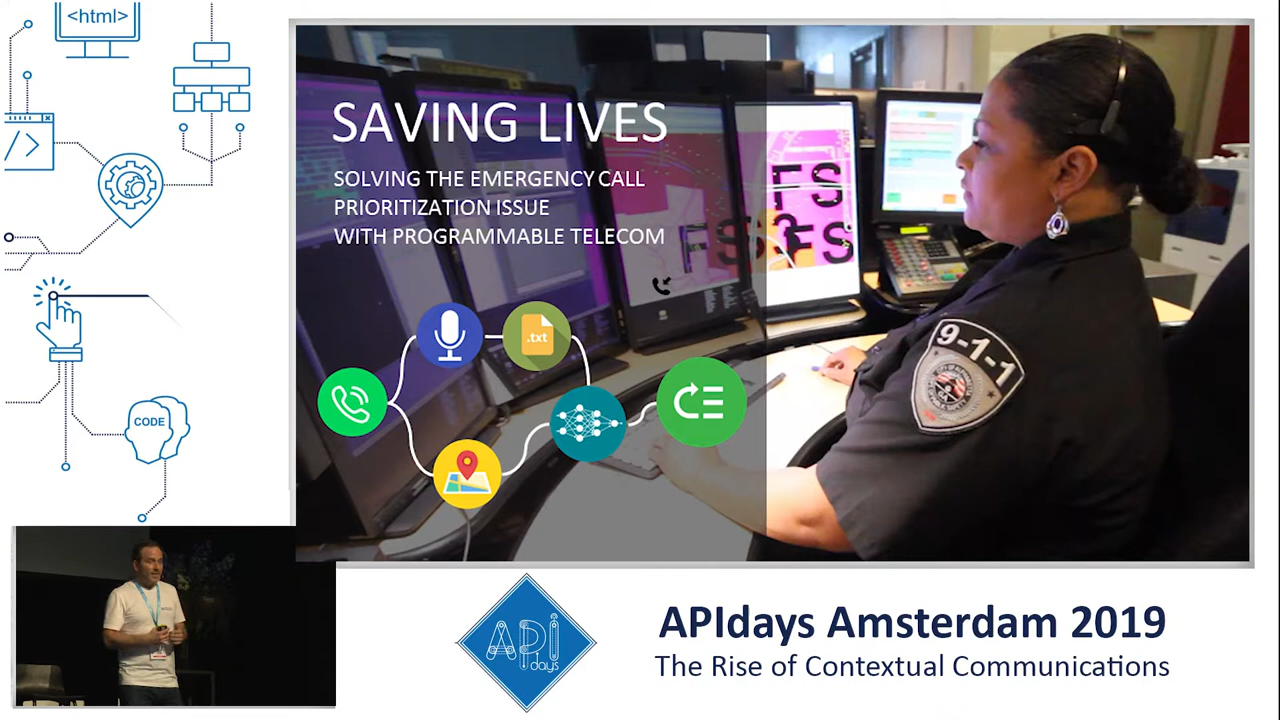 <html>
</>
CODE
SAVING LIVES
SOLVING THE EMERGENCY CALL
PRIORITIZATION ISSUE
WITH PROGRAMMABLE TELECOM
.txt
9-1-1
API
days
APIdays Amsterdam 2019
The Rise of Contextual Communications